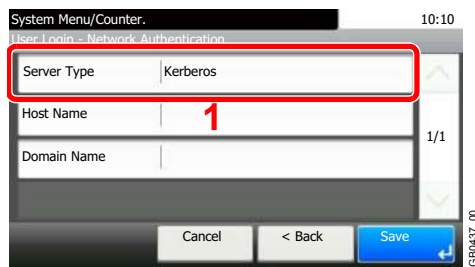 System Menu/Counter.
10:10
User Login - Network Authentication
Server Type
Kerberos
Host Name
1
1/1
Domain Name
Cancel
< Back
Save
GB0437_00